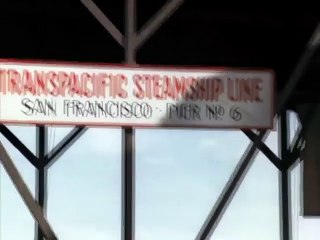 TRANSPACIFIC STEAMSHIP LINE
SAN FRANCISCO - PIER Nº 6